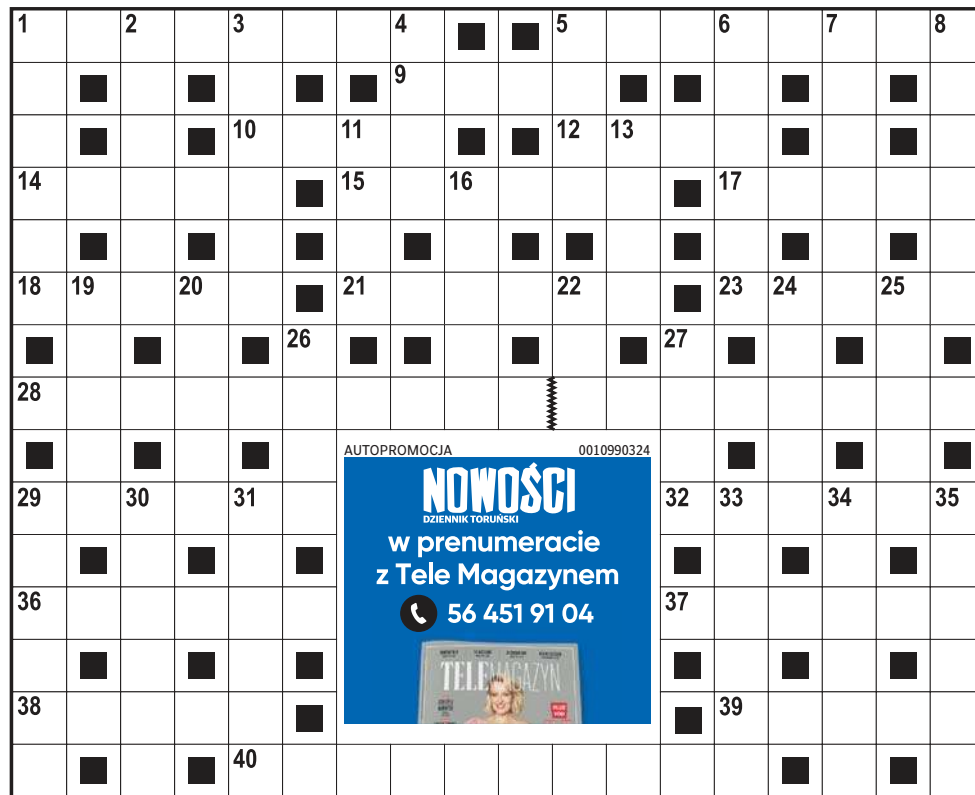 1 2 3 4 5 6 7 8
9
10 11 12 13
14 15 16 17
18 19 20 21 22 23 24 25
26 27
28
AUTOPROMOCJA 0010990324
NOWOŚCI
DZIENNIK TORUŃSKI
w prenumeracie
z Tele Magazynem
56 451 91 04
TELEMAGAZYN
29 30 31 32 33 34 35
36 37
38 39
40